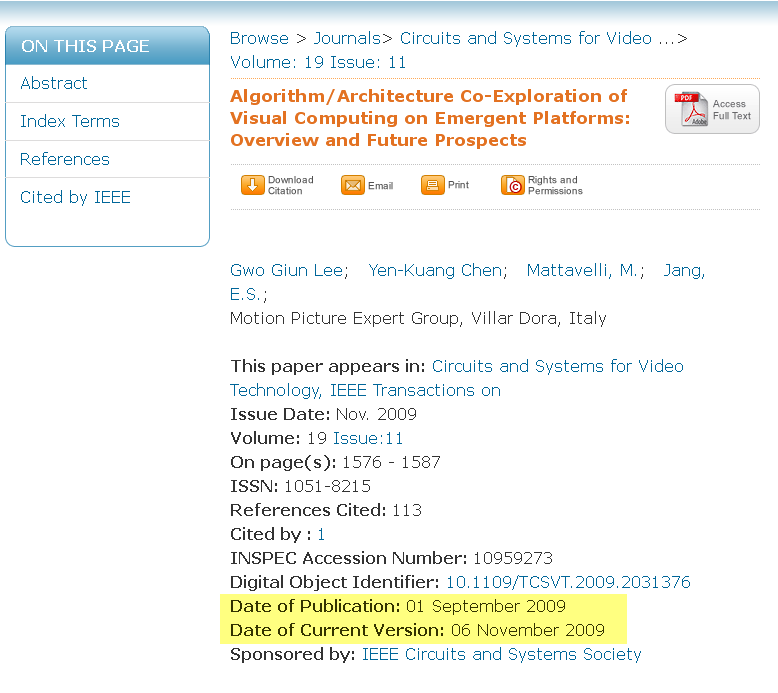 ON THIS PAGE
Abstract
Index Terms
References
Cited by IEEE
Browse > Journals> Circuits and Systems for Video ...>
Volume: 19 Issue: 11
Algorithm/Architecture Co-Exploration of
Visual Computing on Emergent Platforms:
Overview and Future Prospects
PDF
Adobe
Access
Full Text
Download
Citation
Email
Print
Rights and
Permissions
Gwo Giun Lee; Yen-Kuang Chen; Mattavelli, M.; Jang,
E.S.;
Motion Picture Expert Group, Villar Dora, Italy
This paper appears in: Circuits and Systems for Video
Technology, IEEE Transactions on
Issue Date: Nov. 2009
Volume: 19 Issue:11
On page(s): 1576 - 1587
ISSN: 1051-8215
References Cited: 113
Cited by : 1
INSPEC Accession Number: 10959273
Digital Object Identifier: 10.1109/TCSVT.2009.2031376
Date of Publication: 01 September 2009
Date of Current Version: 06 November 2009
Sponsored by: IEEE Circuits and Systems Society